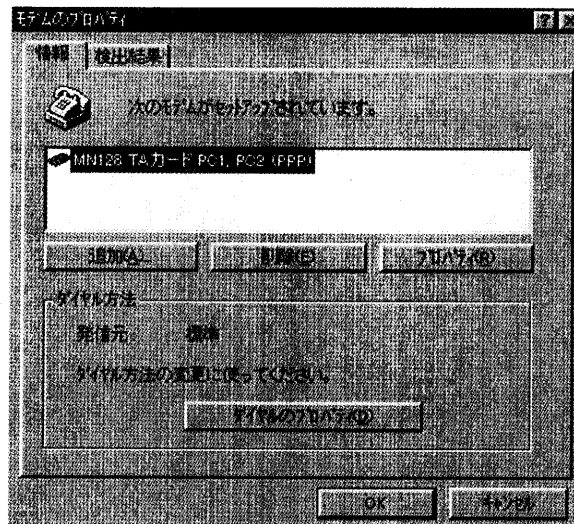 モデムのプロパティ
情報 検出結果
次のモデムがセットアップされています。
MN128 TAカード PC1, PC2 (PPP)
追加(A)... 削除(E) プロパティ(R)
ダイヤル方法
発信元: 標準
ダイヤル方法の変更に使ってください。
ダイヤルのプロパティ(D)
OK キャンセル